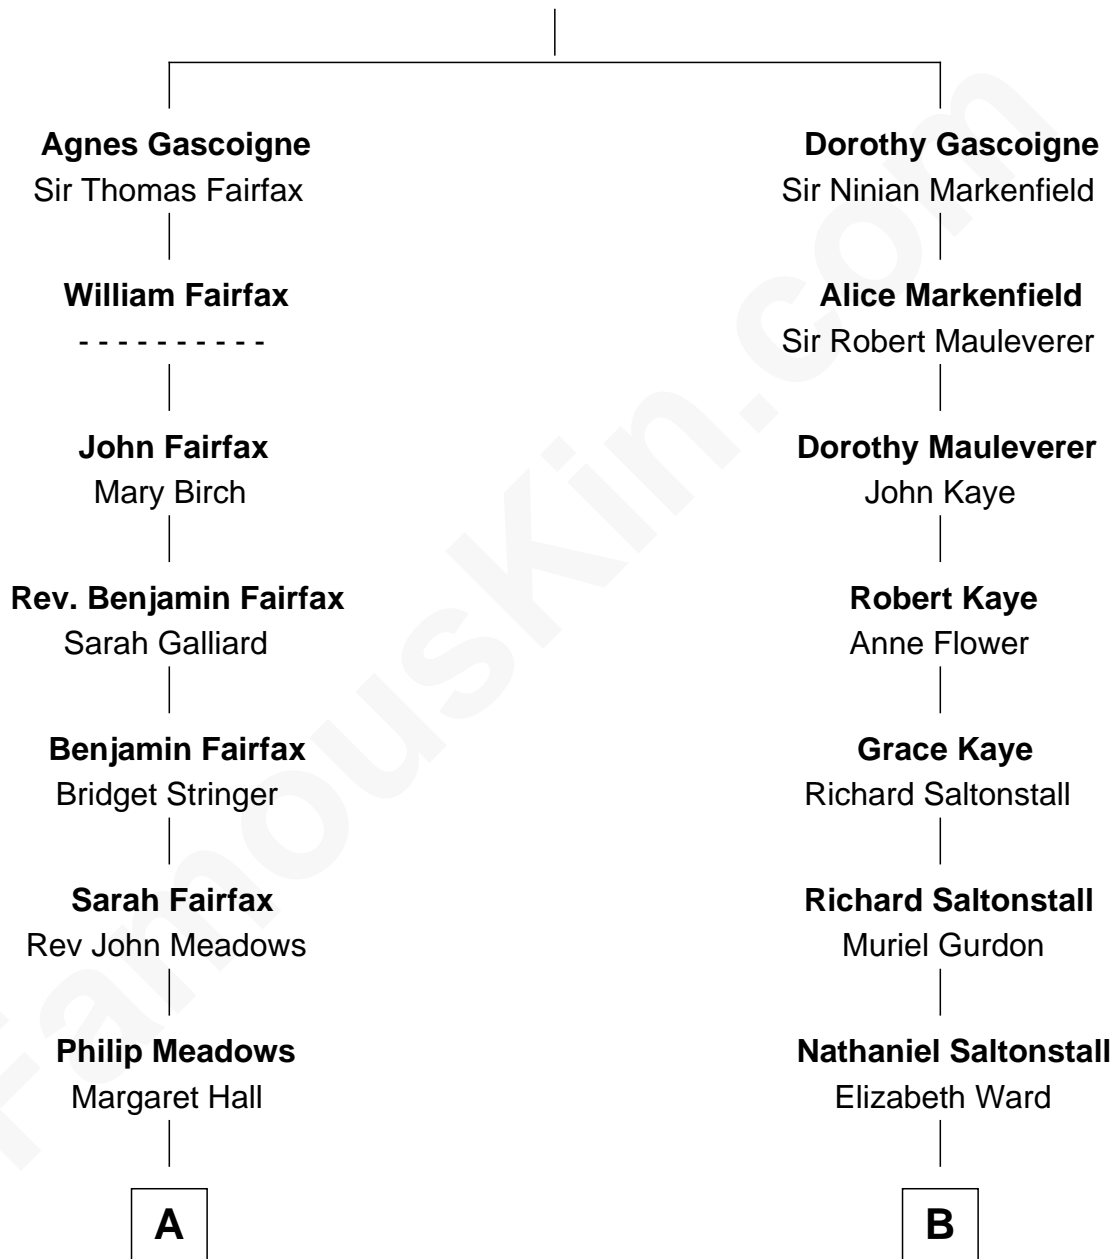 Agnes Gascoigne
Sir Thomas Fairfax
William Fairfax
- - - - - - - - - -
John Fairfax
Mary Birch
Rev. Benjamin Fairfax
Sarah Galliard
Benjamin Fairfax
Bridget Stringer
Sarah Fairfax
Rev John Meadows
Philip Meadows
Margaret Hall
A
Dorothy Gascoigne
Sir Ninian Markenfield
Alice Markenfield
Sir Robert Mauleverer
Dorothy Mauleverer
John Kaye
Robert Kaye
Anne Flower
Grace Kaye
Richard Saltonstall
Richard Saltonstall
Muriel Gurdon
Nathaniel Saltonstall
Elizabeth Ward
B
FamousKin.com